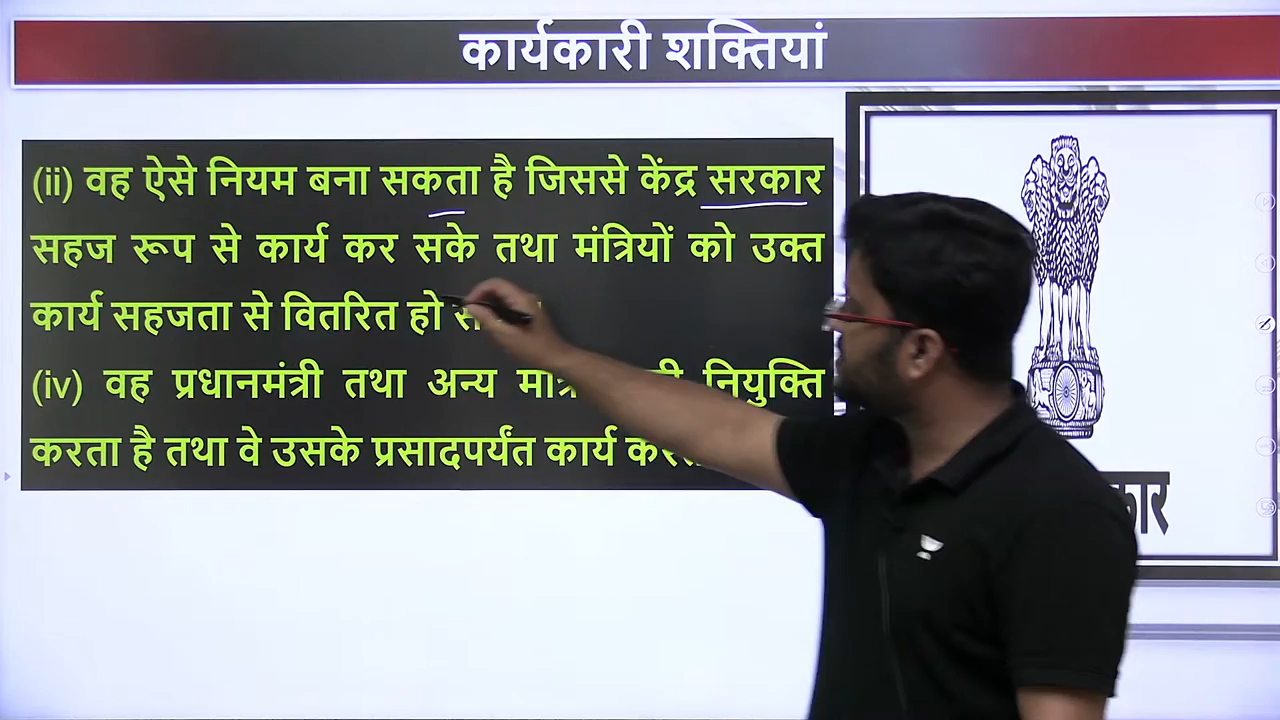 कार्यकारी शक्तियां
(ii) वह ऐसे नियम बना सकता है जिससे केंद्र सरकार
सहज रूप से कार्य कर सके तथा मंत्रियों को उक्त
कार्य सहजता से वितरित हो
(iv) वह प्रधानमंत्री तथा अन्य नियुक्ति
करता है तथा वे उसके प्रसादपर्यंत कार्य